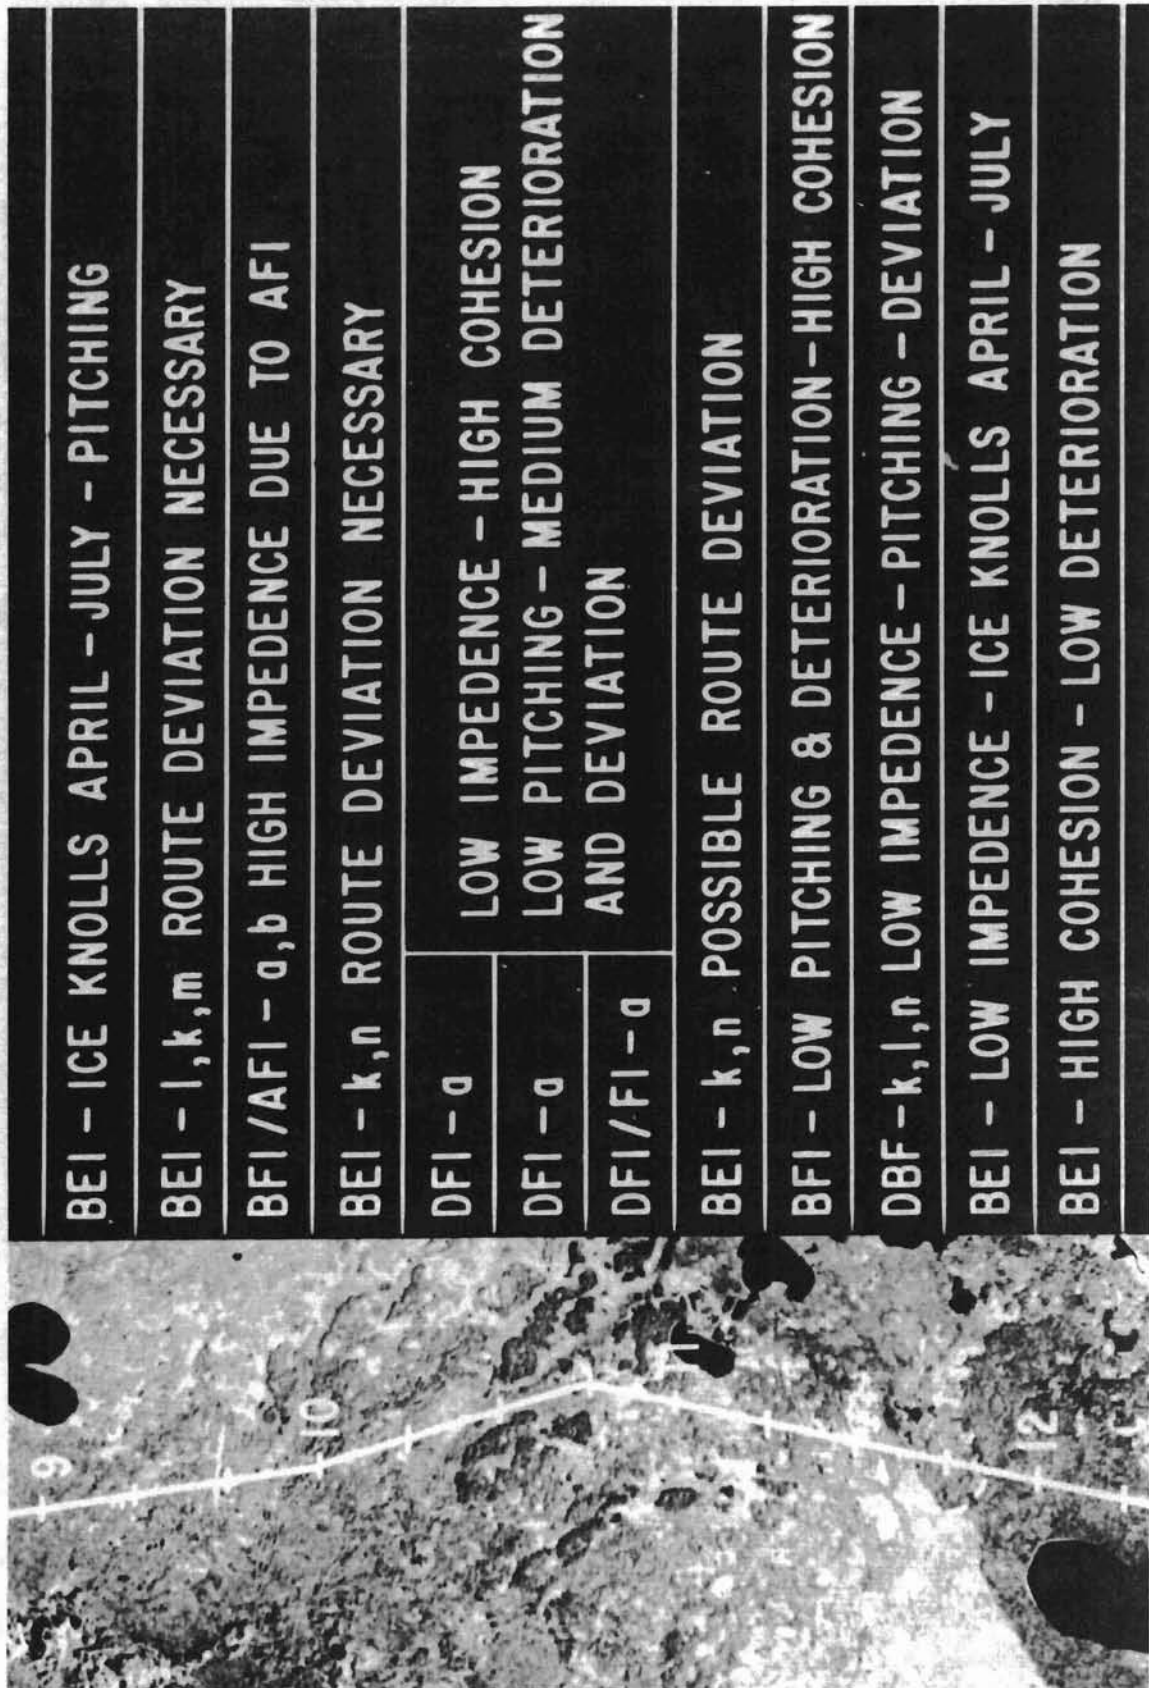 BEI - ICE KNOLLS APRIL - JULY - PITCHING
BEI - l,k,m ROUTE DEVIATION NECESSARY
BFI/AFI - a,b HIGH IMPEDENCE DUE TO AFI
BEI - k,n ROUTE DEVIATION NECESSARY
DFI - a
DFI - a
DFI/FI - a
LOW IMPEDENCE - HIGH COHESION
LOW PITCHING - MEDIUM DETERIORATION
AND DEVIATION
BEI - k,n POSSIBLE ROUTE DEVIATION
BFI - LOW PITCHING & DETERIORATION - HIGH COHESION
DBF - k,l,n LOW IMPEDENCE - PITCHING - DEVIATION
BEI - LOW IMPEDENCE - ICE KNOLLS APRIL - JULY
BEI - HIGH COHESION - LOW DETERIORATION
9
10
11
12